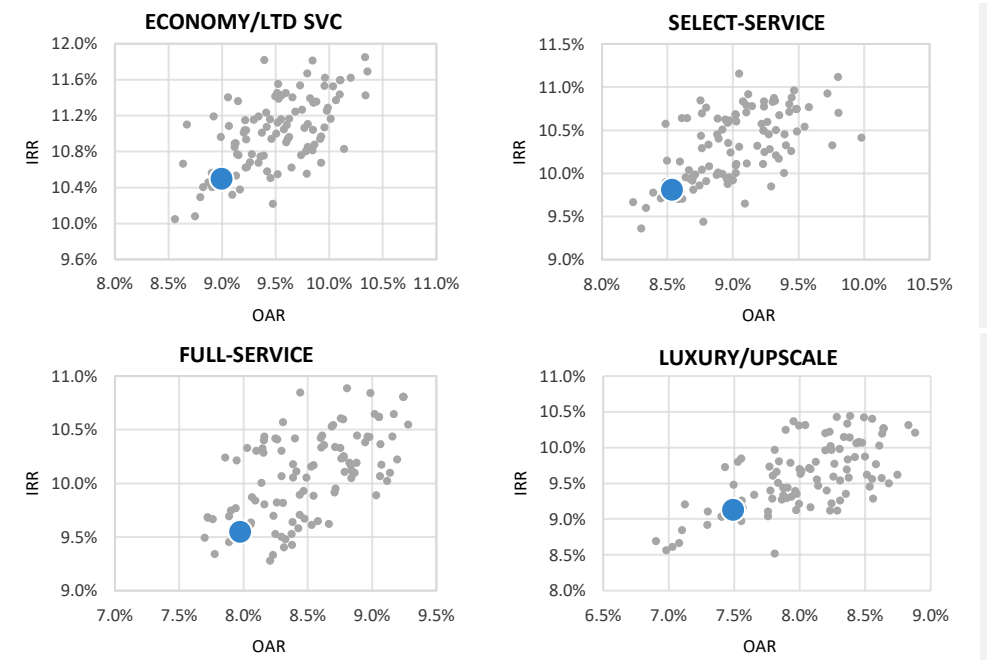 ECONOMY/LTD SVC
12.0%
11.6%
11.2%
10.8%
10.4%
10.0%
9.6%
IRR
8.0% 8.5% 9.0% 9.5% 10.0% 10.5% 11.0%
OAR
SELECT-SERVICE
11.5%
11.0%
10.5%
10.0%
9.5%
9.0%
IRR
8.0% 8.5% 9.0% 9.5% 10.0% 10.5%
OAR
FULL-SERVICE
11.0%
10.5%
10.0%
9.5%
9.0%
IRR
7.0% 7.5% 8.0% 8.5% 9.0% 9.5%
OAR
LUXURY/UPSCALE
11.0%
10.5%
10.0%
9.5%
9.0%
8.5%
8.0%
IRR
6.5% 7.0% 7.5% 8.0% 8.5% 9.0%
OAR